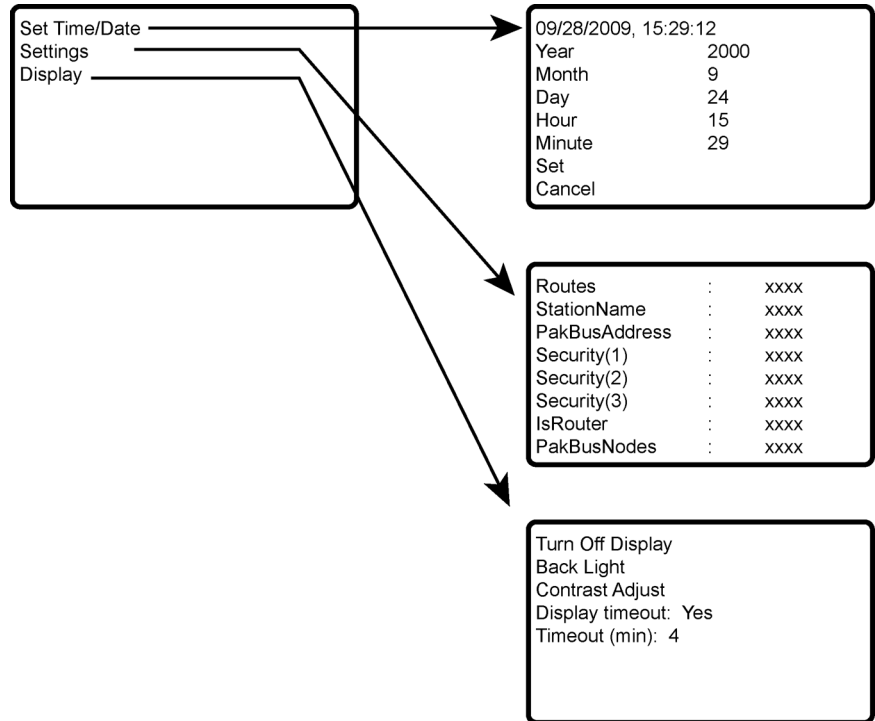 Set Time/Date
Settings
Display
09/28/2009, 15:29:12
Year 2000
Month 9
Day 24
Hour 15
Minute 29
Set
Cancel
Routes : xxxx
StationName : xxxx
PakBusAddress : xxxx
Security(1) : xxxx
Security(2) : xxxx
Security(3) : xxxx
IsRouter : xxxx
PakBusNodes : xxxx
Turn Off Display
Back Light
Contrast Adjust
Display timeout: Yes
Timeout (min): 4